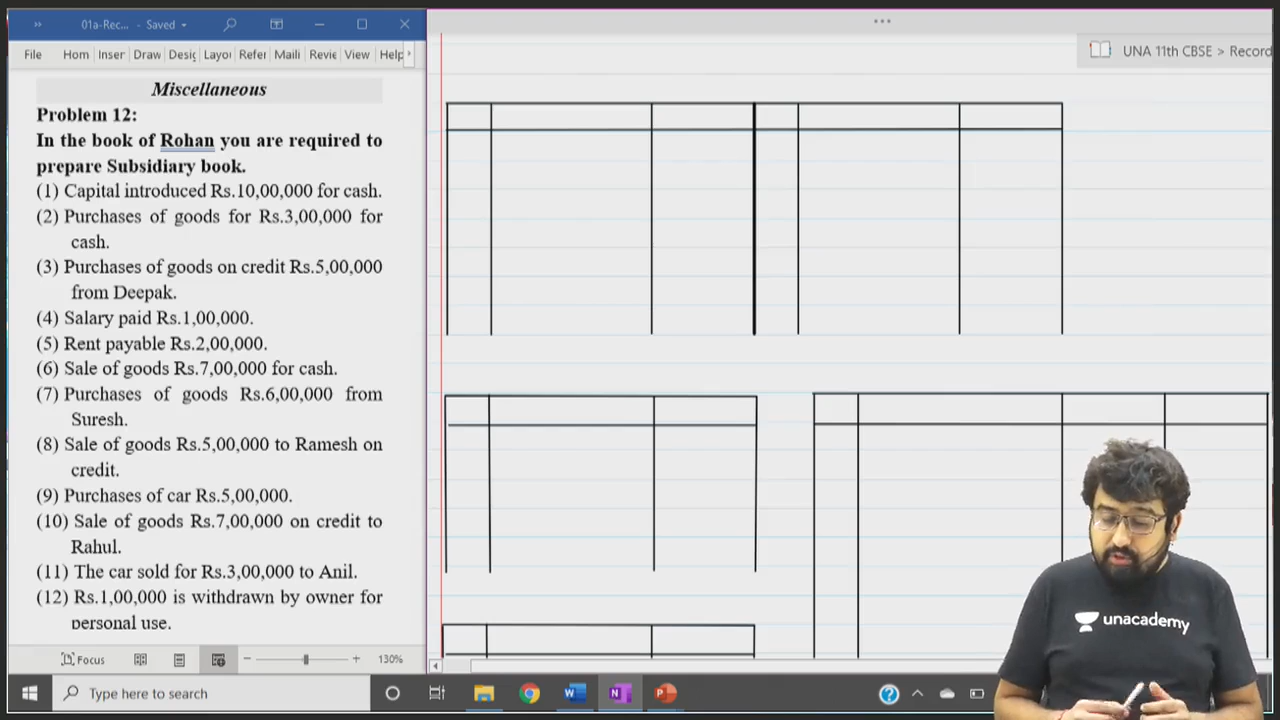 01a-Rec... - Saved
File Hom Inser Draw Desig Layou Refer Maili Revie View Help
UNA 11th CBSE > Record
Miscellaneous
Problem 12:
In the book of Rohan you are required to
prepare Subsidiary book.
(1) Capital introduced Rs.10,00,000 for cash.
(2) Purchases of goods for Rs.3,00,000 for
cash.
(3) Purchases of goods on credit Rs.5,00,000
from Deepak.
(4) Salary paid Rs.1,00,000.
(5) Rent payable Rs.2,00,000.
(6) Sale of goods Rs.7,00,000 for cash.
(7) Purchases of goods Rs.6,00,000 from
Suresh.
(8) Sale of goods Rs.5,00,000 to Ramesh on
credit.
(9) Purchases of car Rs.5,00,000.
(10) Sale of goods Rs.7,00,000 on credit to
Rahul.
(11) The car sold for Rs.3,00,000 to Anil.
(12) Rs.1,00,000 is withdrawn by owner for
personal use.
unacademy
Focus 130%
Type here to search